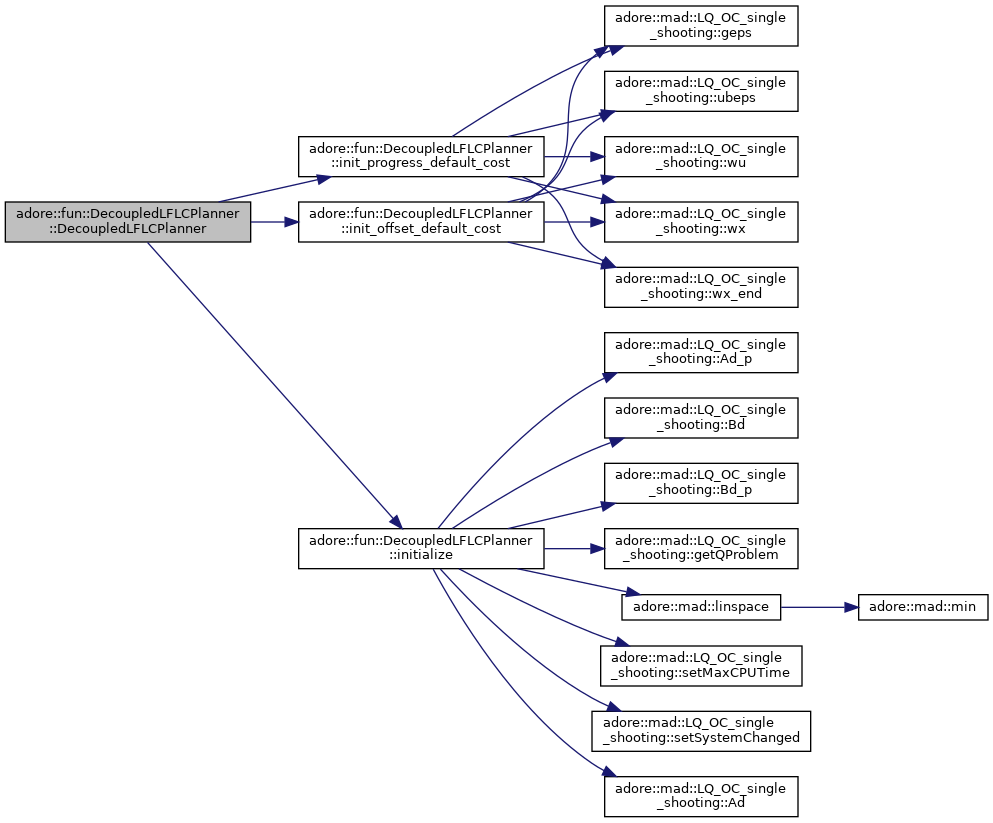 adore::fun::DecoupledLFLCPlanner
::DecoupledLFLCPlanner
adore::fun::DecoupledLFLCPlanner
::init_progress_default_cost
adore::fun::DecoupledLFLCPlanner
::init_offset_default_cost
adore::fun::DecoupledLFLCPlanner
::initialize
adore::mad::LQ_OC_single
_shooting::geps
adore::mad::LQ_OC_single
_shooting::ubeps
adore::mad::LQ_OC_single
_shooting::wu
adore::mad::LQ_OC_single
_shooting::wx
adore::mad::LQ_OC_single
_shooting::wx_end
adore::mad::LQ_OC_single
_shooting::Ad_p
adore::mad::LQ_OC_single
_shooting::Bd
adore::mad::LQ_OC_single
_shooting::Bd_p
adore::mad::LQ_OC_single
_shooting::getQProblem
adore::mad::linspace
adore::mad::min
adore::mad::LQ_OC_single
_shooting::setMaxCPUTime
adore::mad::LQ_OC_single
_shooting::setSystemChanged
adore::mad::LQ_OC_single
_shooting::Ad